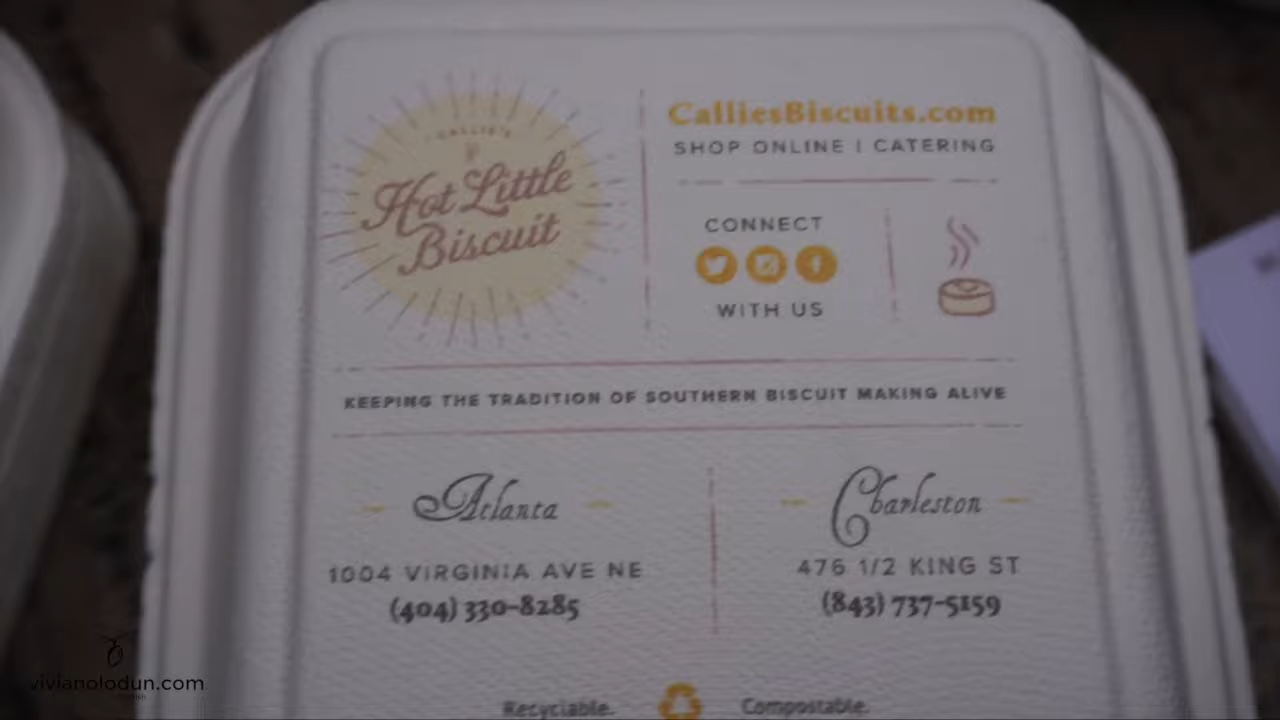 CALLIE'S
Hot Little
Biscuit
CalliesBiscuits.com
SHOP ONLINE | CATERING
CONNECT
WITH US
KEEPING THE TRADITION OF SOUTHERN BISCUIT MAKING ALIVE
Atlanta
1004 VIRGINIA AVE NE
(404) 330-8285
Charleston
476 1/2 KING ST
(843) 737-5159
Recyclable.
Compostable.
vivianolodun.com